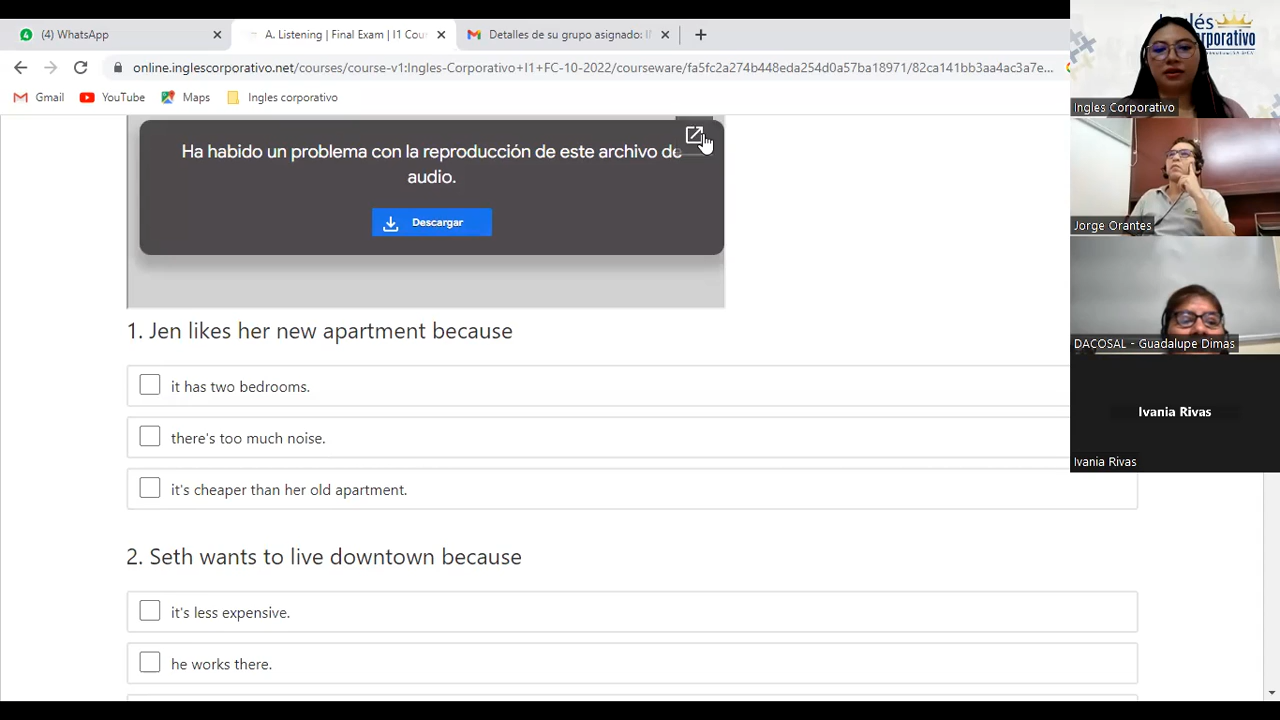 (4) WhatsApp
A. Listening | Final Exam | I1 Cou
Detalles de su grupo asignado: I
online.inglescorporativo.net/courses/course-v1:Ingles-Corporativo+I1+FC-10-2022/courseware/fa5fc2a274b448eda254d0a57ba18971/82ca141bb3aa4ac3a7e...
Gmail
YouTube
Maps
Ingles corporativo
Ha habido un problema con la reproducción de este archivo de
audio.
Descargar
1. Jen likes her new apartment because
it has two bedrooms.
there's too much noise.
it's cheaper than her old apartment.
2. Seth wants to live downtown because
it's less expensive.
he works there.
Inglés
Ingles Corporativo
Jorge Orantes
DACOSAL - Guadalupe Dimas
Ivania Rivas
Ivania Rivas